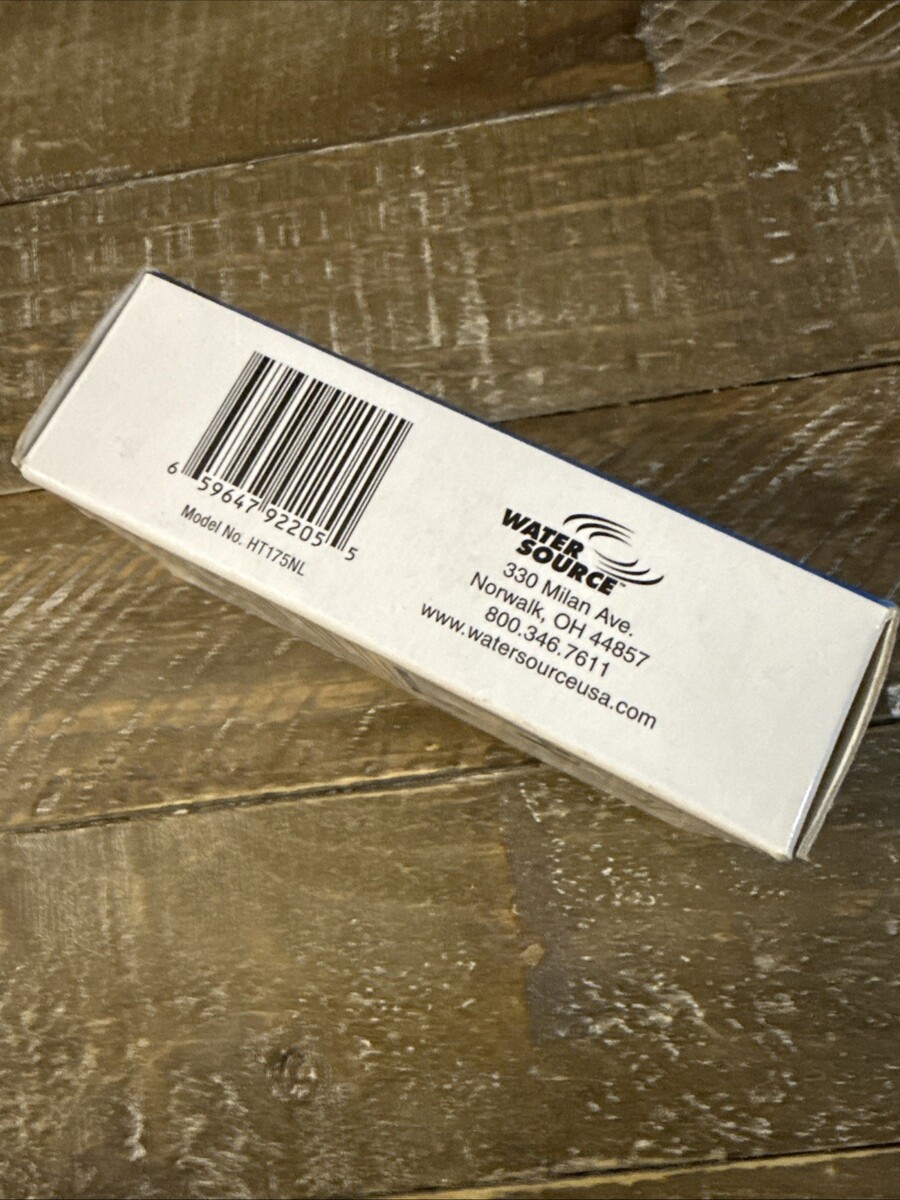 6 59647 92205 5
Model No. HT175NL
WATER
SOURCE™
330 Milan Ave.
Norwalk, OH 44857
800.346.7611
www.watersourceusa.com